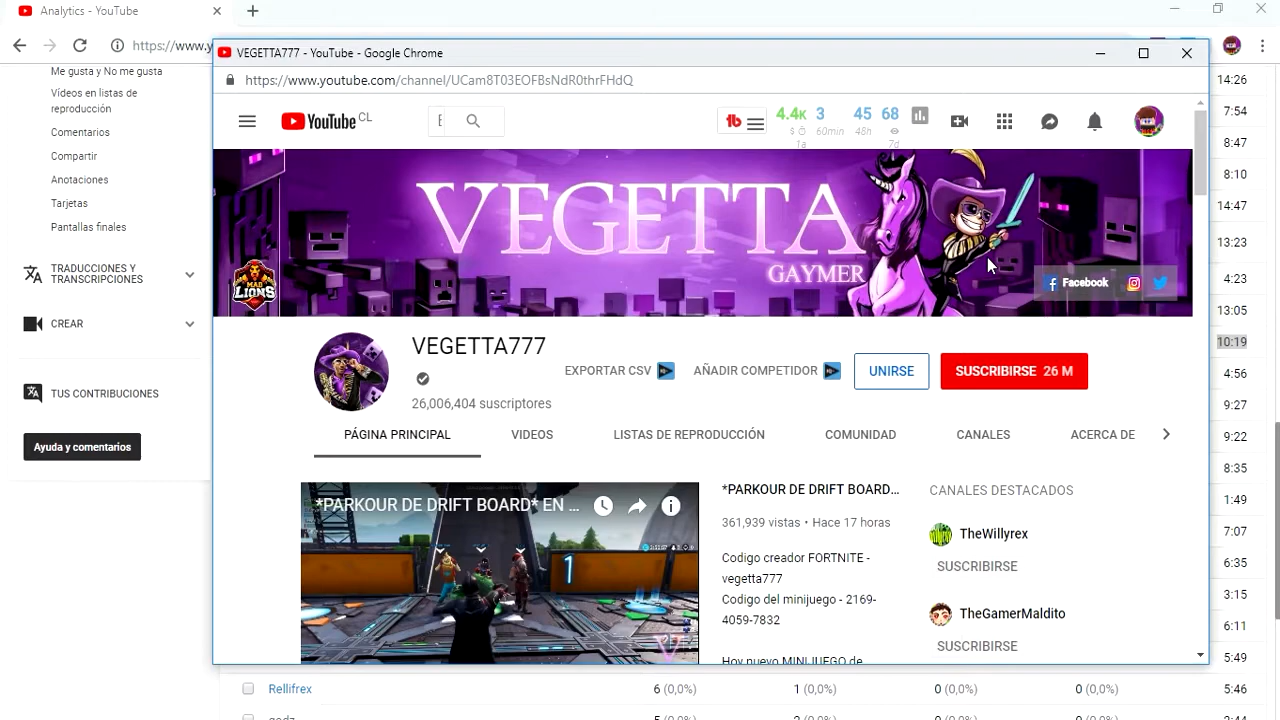 Analytics - YouTube
https://www.y
VEGETTA777 - YouTube - Google Chrome
https://www.youtube.com/channel/UCam8T03EOFBsNdR0thrFHdQ
Me gusta y No me gusta
Vídeos en listas de
reproducción
Comentarios
Compartir
Anotaciones
Tarjetas
Pantallas finales
TRADUCCIONES Y
TRANSCRIPCIONES
CREAR
TUS CONTRIBUCIONES
Ayuda y comentarios
YouTube CL
4.4K 3 45 68
60min 48h
1a 7d
VEGETTA
GAYMER
MAD
LIONS
Facebook
VEGETTA777
26,006,404 suscriptores
EXPORTAR CSV
AÑADIR COMPETIDOR
UNIRSE
SUSCRIBIRSE 26 M
PÁGINA PRINCIPAL
VIDEOS
LISTAS DE REPRODUCCIÓN
COMUNIDAD
CANALES
ACERCA DE
*PARKOUR DE DRIFT BOARD* EN ...
1
*PARKOUR DE DRIFT BOARD...
361,939 vistas • Hace 17 horas
Codigo creador FORTNITE -
vegetta777
Codigo del minijuego - 2169-
4059-7832
Hoy nuevo MINIJUEGO de
CANALES DESTACADOS
TheWillyrex
SUSCRIBIRSE
TheGamerMaldito
SUSCRIBIRSE
14:26
7:54
8:47
8:10
14:47
13:23
4:23
13:05
10:19
4:56
9:27
9:22
8:35
1:49
7:07
6:35
3:15
6:11
5:49
Rellifrex 6 (0,0%) 1 (0,0%) 0 (0,0%) 0 (0,0%) 5:46